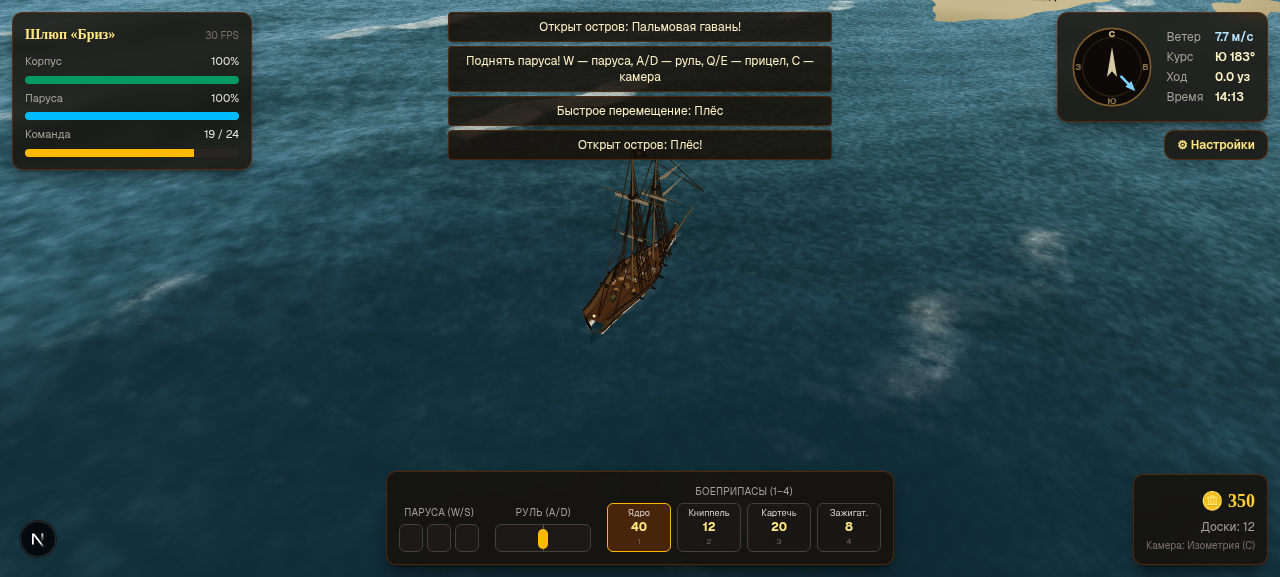 Шлюп «Бриз»
30 FPS
Корпус
100%
Паруса
100%
Команда
19 / 24
Открыт остров: Пальмовая гавань!
Поднять паруса! W — паруса, A/D — руль, Q/E — прицел, C —
камера
Быстрое перемещение: Плёс
Открыт остров: Плёс!
С
З
В
Ю
Ветер 7.7 м/с
Курс Ю 183°
Ход 0.0 уз
Время 14:13
⚙ Настройки
ПАРУСА (W/S)
РУЛЬ (A/D)
БОЕПРИПАСЫ (1–4)
Ядро
40
1
Книппель
12
2
Картечь
20
3
Зажигат.
8
4
350
Доски: 12
Камера: Изометрия (C)
N